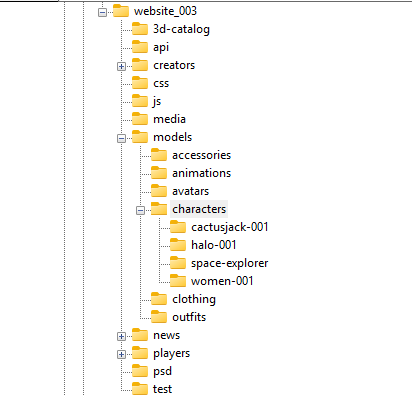 website_003
3d-catalog
api
creators
css
js
media
models
accessories
animations
avatars
characters
cactusjack-001
halo-001
space-explorer
women-001
clothing
outfits
news
players
psd
test